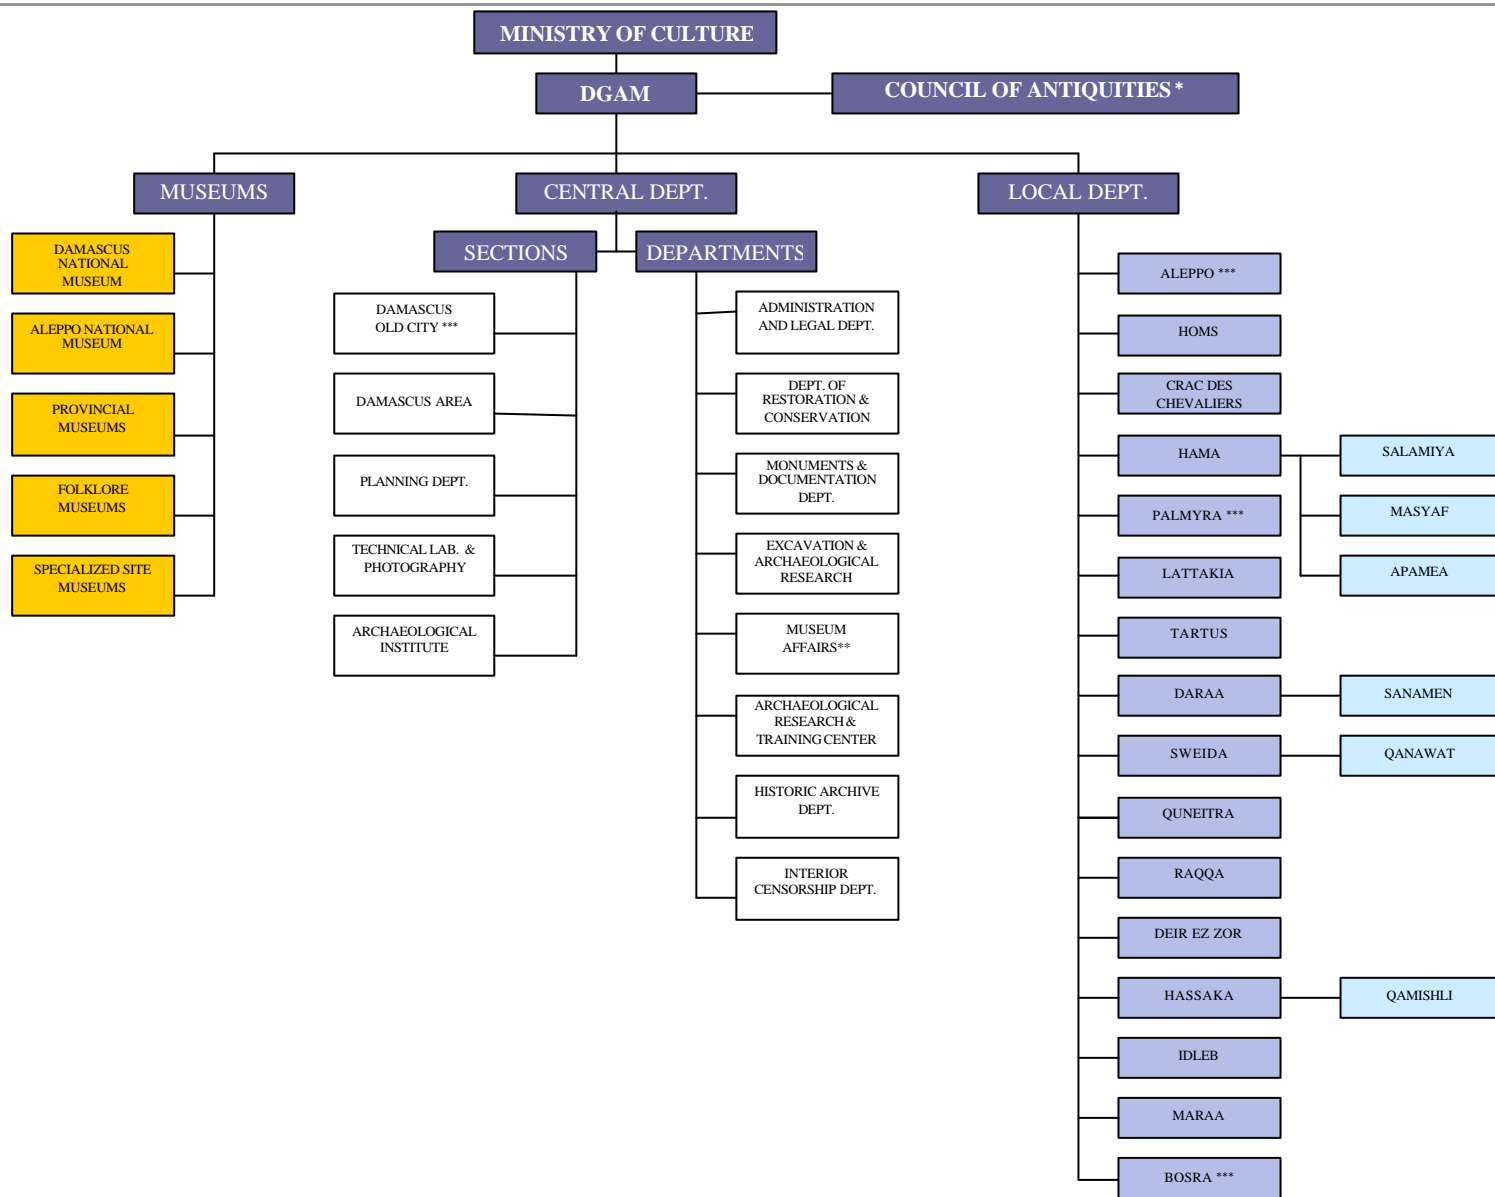 MINISTRY OF CULTURE
DGAM
COUNCIL OF ANTIQUITIES *
MUSEUMS
CENTRAL DEPT.
LOCAL DEPT.
SECTIONS
DEPARTMENTS
DAMASCUS
NATIONAL
MUSEUM
ALEPPO NATIONAL
MUSEUM
PROVINCIAL
MUSEUMS
FOLKLORE
MUSEUMS
SPECIALIZED SITE
MUSEUMS
DAMASCUS
OLD CITY ***
DAMASCUS AREA
PLANNING DEPT.
TECHNICAL LAB. &
PHOTOGRAPHY
ARCHAEOLOGICAL
INSTITUTE
ADMINISTRATION
AND LEGAL DEPT.
DEPT. OF
RESTORATION &
CONSERVATION
MONUMENTS &
DOCUMENTATION
DEPT.
EXCAVATION &
ARCHAEOLOGICAL
RESEARCH
MUSEUM
AFFAIRS**
ARCHAEOLOGICAL
RESEARCH &
TRAINING CENTER
HISTORIC ARCHIVE
DEPT.
INTERIOR
CENSORSHIP DEPT.
ALEPPO ***
HOMS
CRAC DES
CHEVALIERS
HAMA
SALAMIYA
MASYAF
APAMEA
PALMYRA ***
LATTAKIA
TARTUS
DARAA
SANAMEN
SWEIDA
QANAWAT
QUNEITRA
RAQQA
DEIR EZ ZOR
HASSAKA
QAMISHLI
IDLEB
MARAA
BOSRA ***